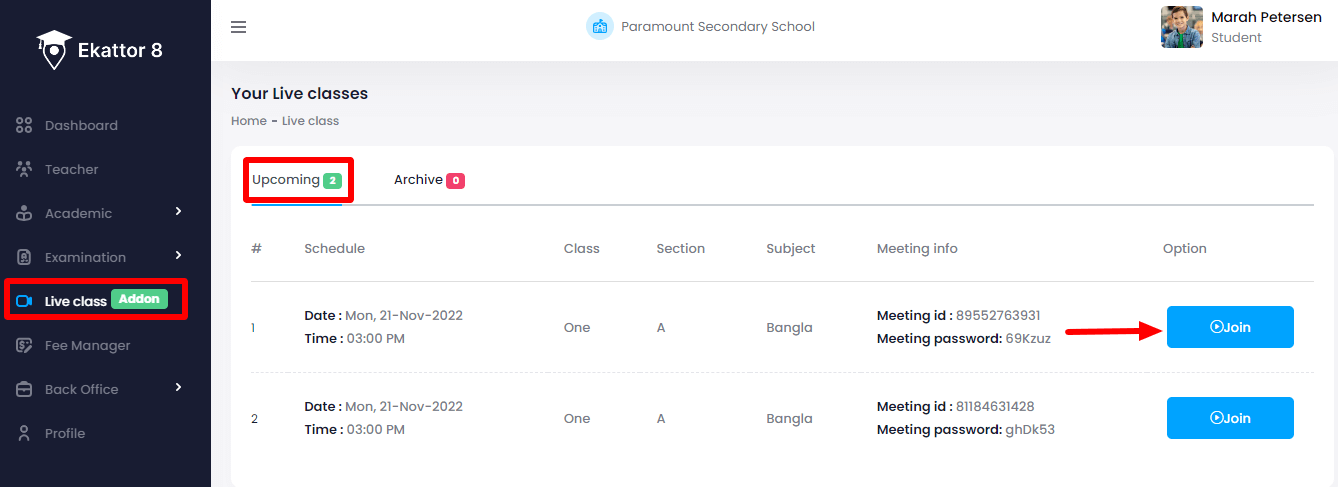 Ekattor 8
Dashboard
Teacher
Academic
Examination
Live class Addon
Fee Manager
Back Office
Profile
Paramount Secondary School
Marah Petersen
Student
Your Live classes
Home - Live class
Upcoming 2 Archive 0
# Schedule Class Section Subject Meeting info Option
1 Date : Mon, 21-Nov-2022 One A Bangla Meeting id : 89552763931 Join
Time : 03:00 PM Meeting password: 69Kzuz
2 Date : Mon, 21-Nov-2022 One A Bangla Meeting id : 81184631428 Join
Time : 03:00 PM Meeting password: ghDk53